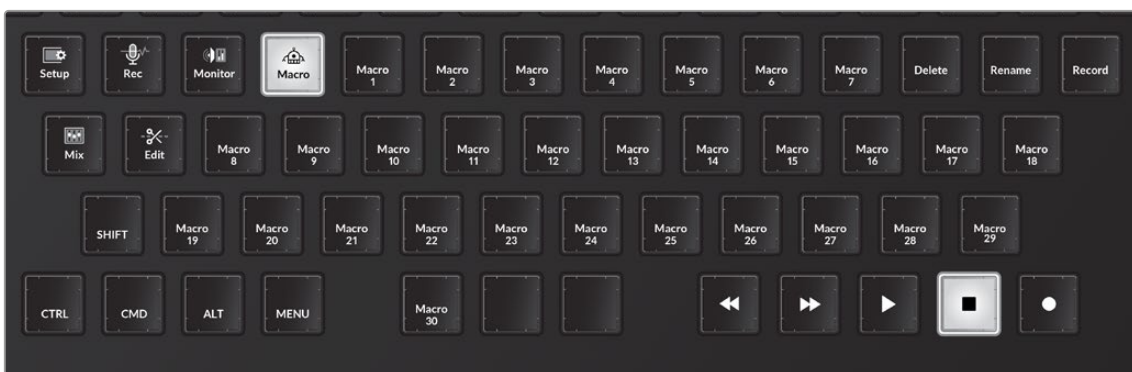 Setup
Rec
Monitor
Macro
Macro
1
Macro
2
Macro
3
Macro
4
Macro
5
Macro
6
Macro
7
Delete
Rename
Record
Mix
Edit
Macro
8
Macro
9
Macro
10
Macro
11
Macro
12
Macro
13
Macro
14
Macro
15
Macro
16
Macro
17
Macro
18
SHIFT
Macro
19
Macro
20
Macro
21
Macro
22
Macro
23
Macro
24
Macro
25
Macro
26
Macro
27
Macro
28
Macro
29
CTRL
CMD
ALT
MENU
Macro
30